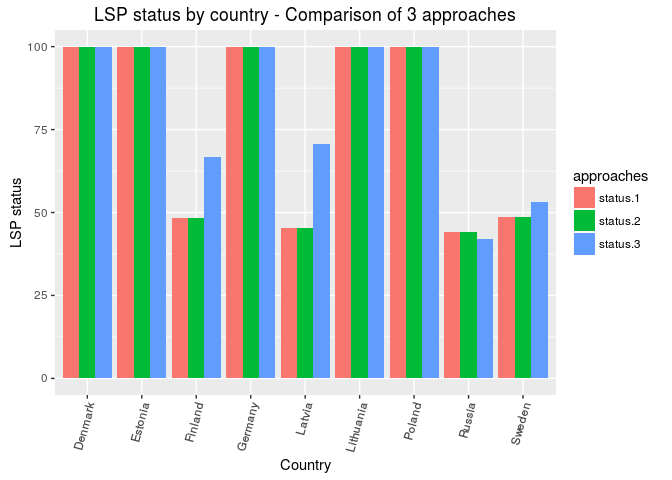 LSP status by country - Comparison of 3 approaches
LSP status
100
75
50
25
0
Denmark
Estonia
Finland
Germany
Latvia
Lithuania
Poland
Russia
Sweden
Country
approaches
status.1
status.2
status.3